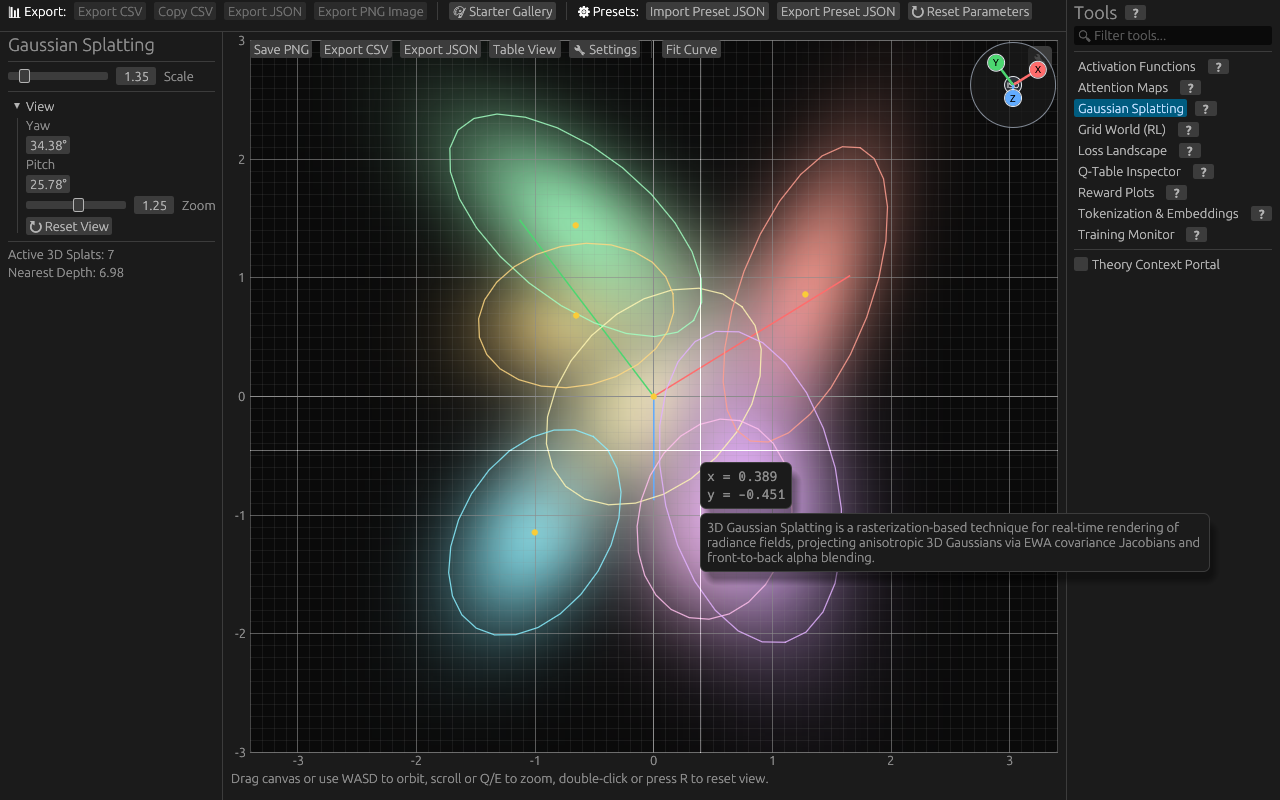 Export: Export CSV Copy CSV Export JSON Export PNG Image Starter Gallery Presets: Import Preset JSON Export Preset JSON Reset Parameters
Gaussian Splatting
1.35 Scale
View
Yaw
34.38°
Pitch
25.78°
1.25 Zoom
Reset View
Active 3D Splats: 7
Nearest Depth: 6.98
Save PNG Export CSV Export JSON Table View Settings Fit Curve
Y
X
Z
3
2
1
0
-1
-2
-3
-3 -2 -1 0 1 2 3
x = 0.389
y = -0.451
3D Gaussian Splatting is a rasterization-based technique for real-time rendering of
radiance fields, projecting anisotropic 3D Gaussians via EWA covariance Jacobians and
front-to-back alpha blending.
Drag canvas or use WASD to orbit, scroll or Q/E to zoom, double-click or press R to reset view.
Tools ?
Filter tools...
Activation Functions ?
Attention Maps ?
Gaussian Splatting ?
Grid World (RL) ?
Loss Landscape ?
Q-Table Inspector ?
Reward Plots ?
Tokenization & Embeddings ?
Training Monitor ?
Theory Context Portal